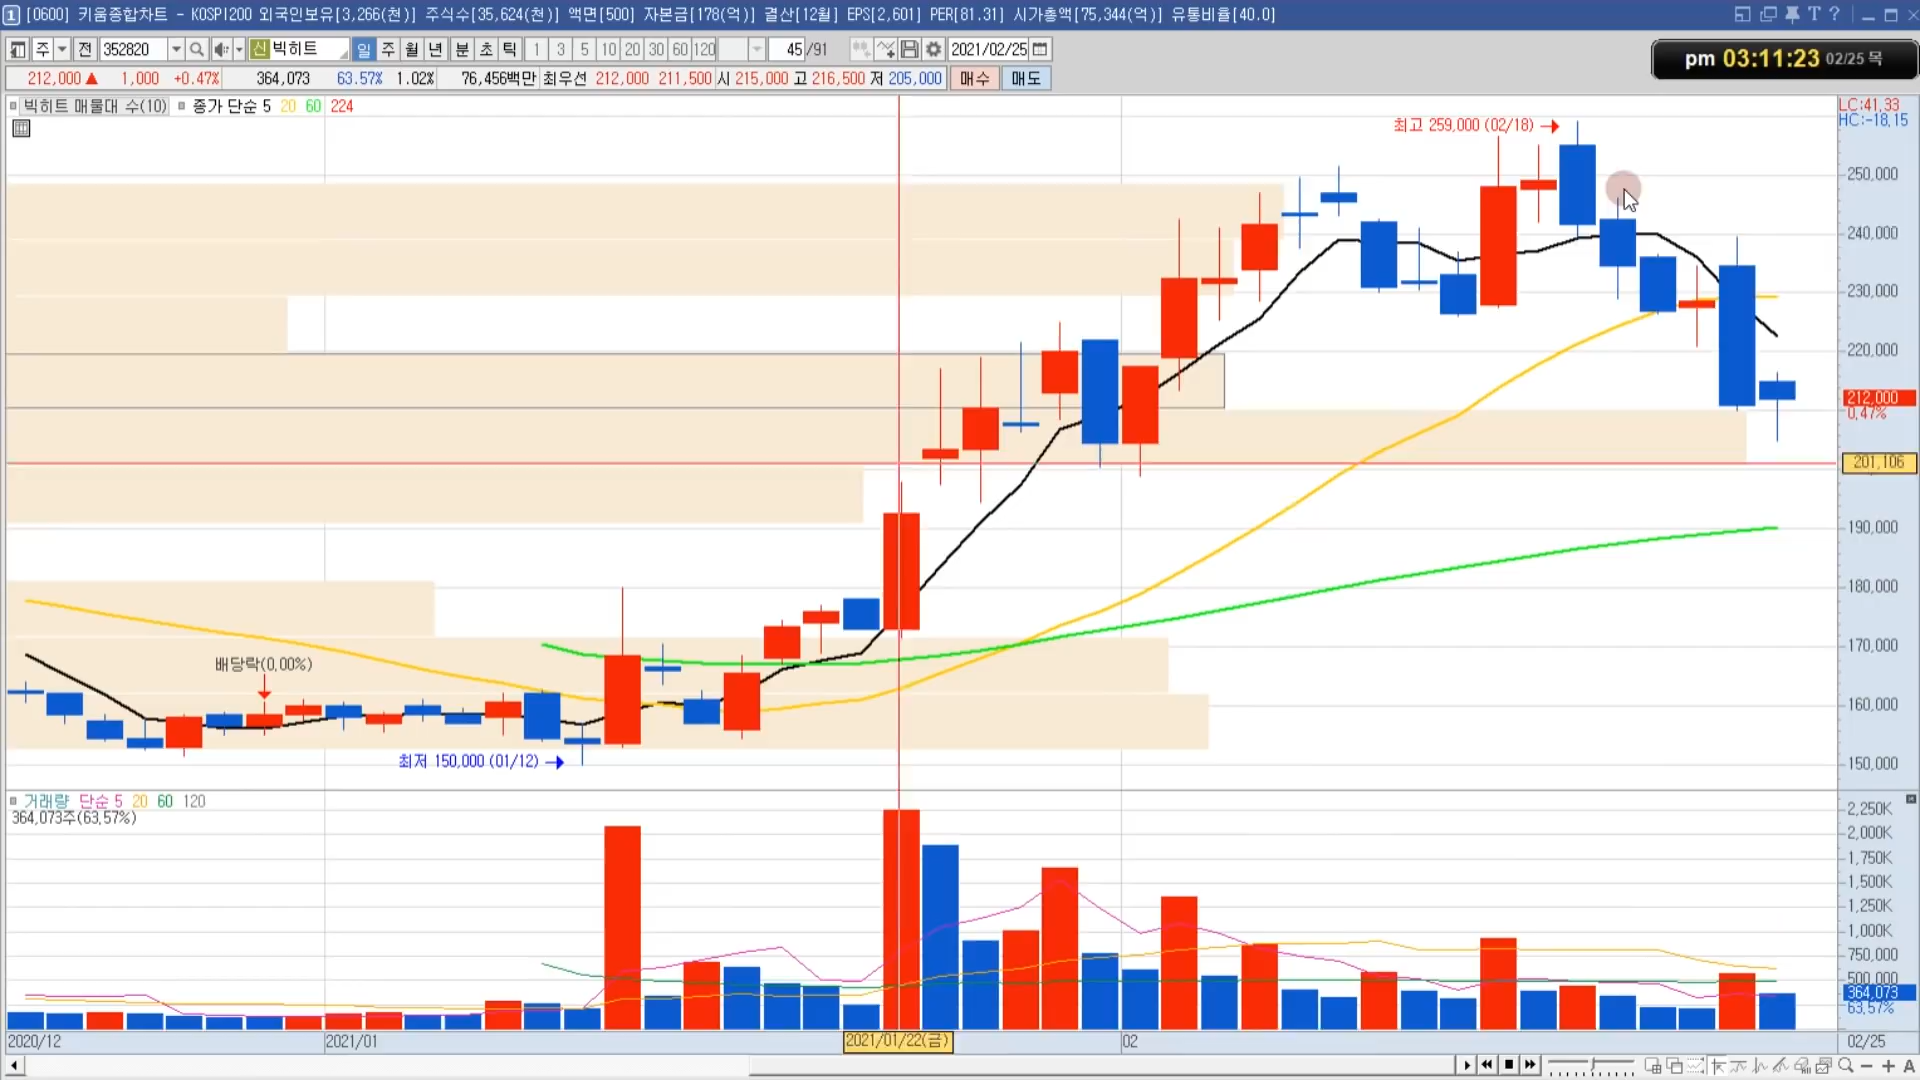 1 [0600] 키움종합차트 - KOSPI200 외국인보유[3,266(천)] 주식수[35,624(천)] 액면[500] 자본금[178(억)] 결산[12월] EPS[2,601] PER[81.31] 시가총액[75,344(억)] 유통비율[40.0]
주 전 352820 신 빅히트 일 주 월 년 분 초 틱 1 3 5 10 20 30 60 120 45 /91 2021/02/25
pm 03:11:23 02/25 목
212,000 ▲ 1,000 +0.47% 364,073 63.57% 1.02% 76,456백만 최우선 212,000 211,500 시 215,000 고 216,500 저 205,000 매수 매도
빅히트 매물대 수(10) 종가 단순 5 20 60 224
LC:41.33
HC:-18.15
최고 259,000 (02/18) →
250,000
240,000
230,000
220,000
212,000
0.47%
201,106
190,000
180,000
170,000
배당락(0.00%)
160,000
최저 150,000 (01/12) →
150,000
거래량 단순 5 20 60 120
364,073주(63.57%)
2,250K
2,000K
1,750K
1,500K
1,250K
1,000K
750,000
500,000
364,073
63.57%
2020/12 2021/01 2021/01/22(금) 02 02/25
A